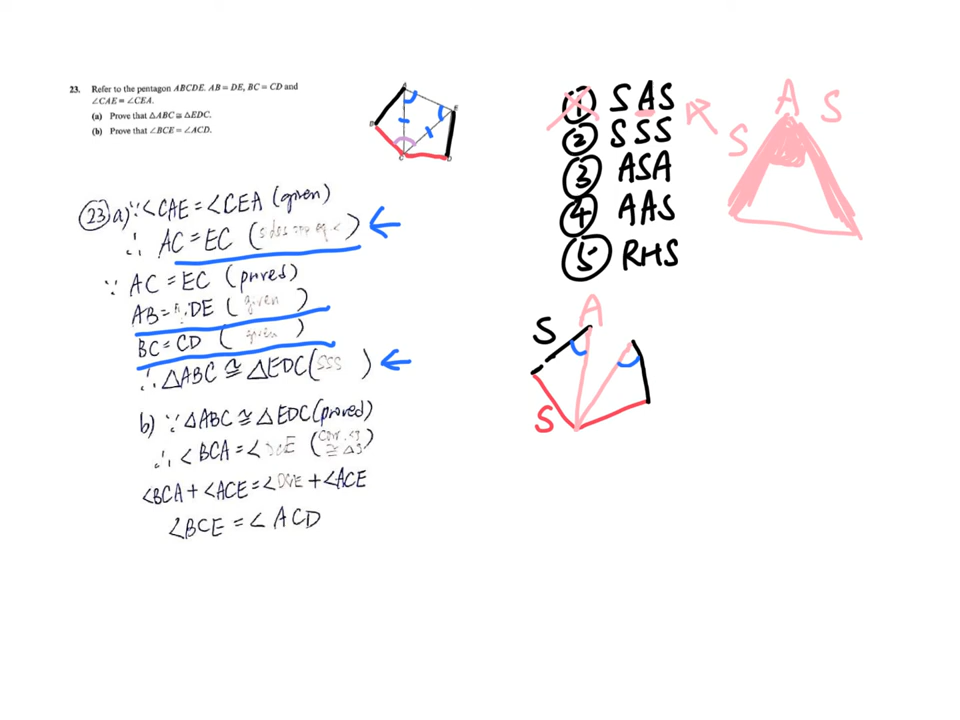 23. Refer to the pentagon ABCDE. AB = DE, BC = CD and
∠CAE = ∠CEA.
(a) Prove that △ABC ≅ △EDC.
(b) Prove that ∠BCE = ∠ACD.
A
B
E
C
D
23 a) ∵ ∠CAE = ∠CEA (given)
∴ AC = EC (sides opp eq ∠)
∵ AC = EC (proved)
AB = DE (given)
BC = CD (given)
∴ △ABC ≅ △EDC (SSS)
b) ∵ △ABC ≅ △EDC (proved)
∴ ∠BCA = ∠DCE (corr. ∠s ≅ △s)
∠BCA + ∠ACE = ∠DCE + ∠ACE
∠BCE = ∠ACD
① SAS
② SSS
③ ASA
④ AAS
⑤ RHS
A
S
S
A
S
S